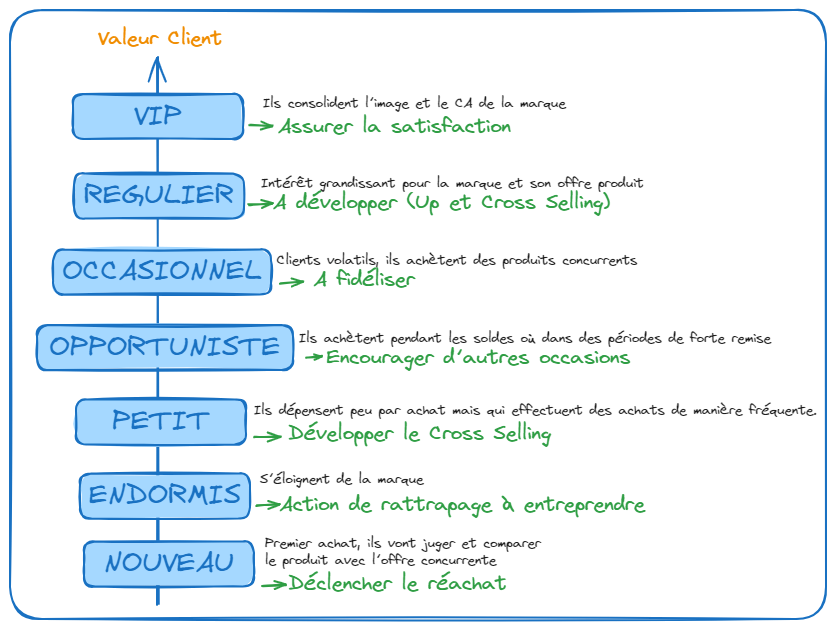 Valeur Client
VIP
Ils consolident l'image et le CA de la marque
Assurer la satisfaction
REGULIER
Intérêt grandissant pour la marque et son offre produit
A développer (Up et Cross Selling)
OCCASIONNEL
Clients volatils, ils achètent des produits concurrents
A fidéliser
OPPORTUNISTE
Ils achètent pendant les soldes où dans des périodes de forte remise
Encourager d'autres occasions
PETIT
Ils dépensent peu par achat mais qui effectuent des achats de manière fréquente.
Développer le Cross Selling
ENDORMIS
S'éloignent de la marque
Action de rattrapage à entreprendre
NOUVEAU
Premier achat, ils vont juger et comparer
le produit avec l'offre concurrente
Déclencher le réachat